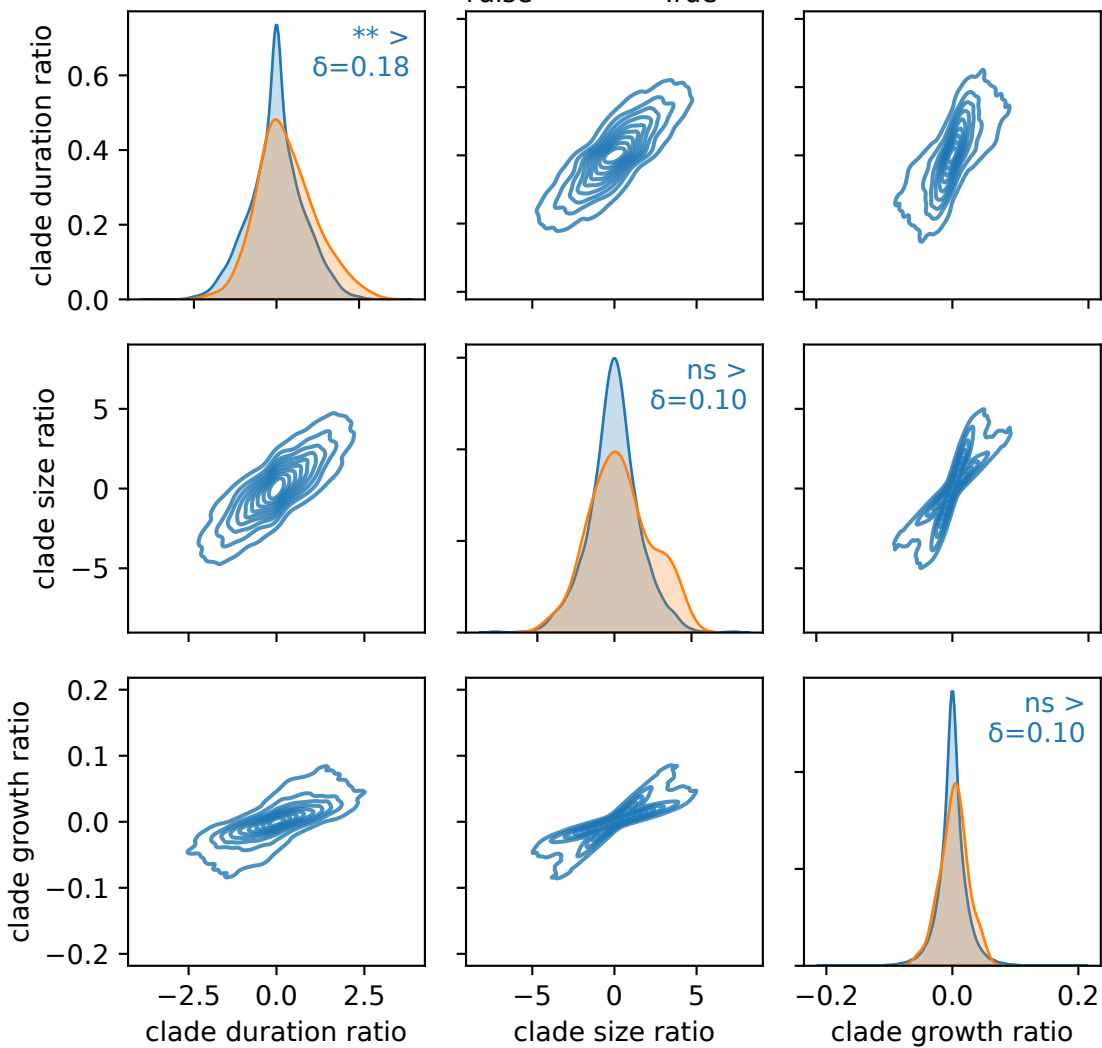 False True
clade duration ratio
0.6
0.4
0.2
0.0
** >
δ=0.18
clade size ratio
5
0
−5
ns >
δ=0.10
clade growth ratio
0.2
0.1
0.0
−0.1
−0.2
ns >
δ=0.10
−2.5 0.0 2.5
−5 0 5
−0.2 0.0 0.2
clade duration ratio
clade size ratio
clade growth ratio